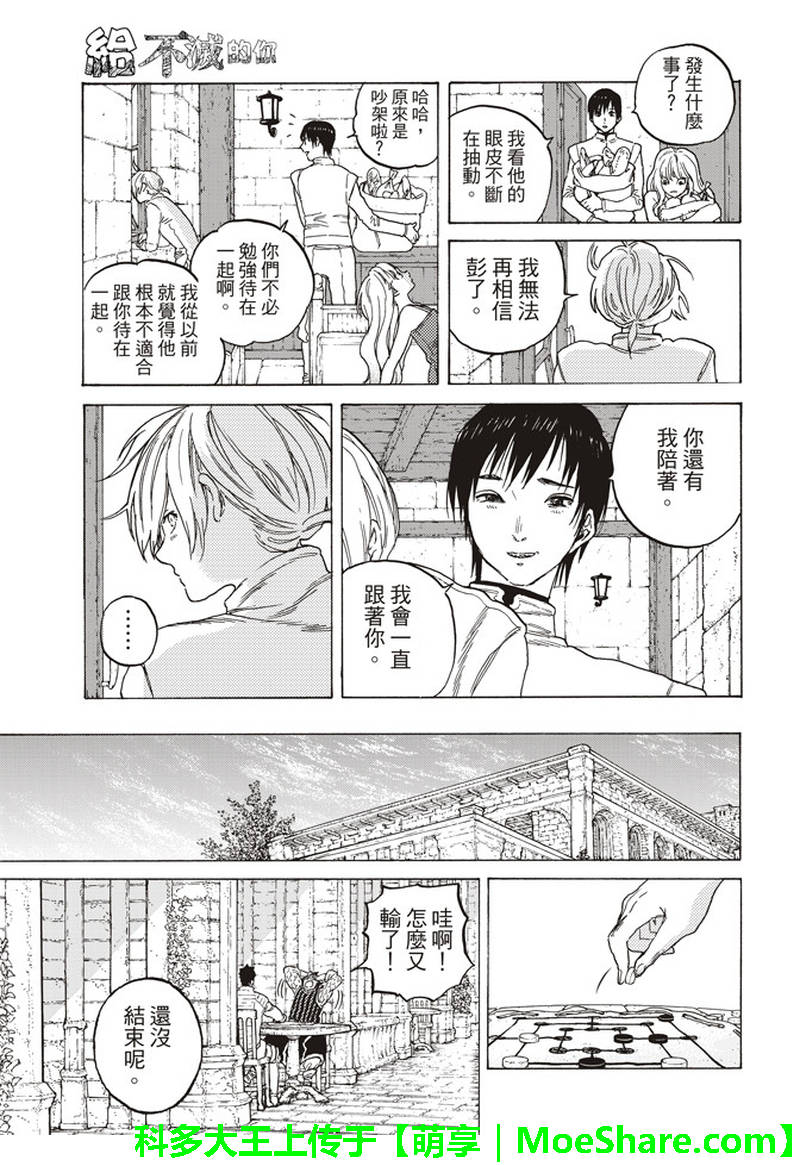 給不滅的你
發生什麼
事了？
我看他的
眼皮不斷
在抽動。
哈哈，
原來是
吵架啦？
你們不必
勉強待在
一起啊。
我從以前
就覺得他
根本不適合
跟你待在
一起。
我無法
再相信
彭了。
你還有
我陪著。
我會一直
跟著你。
……
哇啊！
怎麼又
輸了！
還沒
結束呢。
科多大王上传于【萌享】|MoeShare.com】